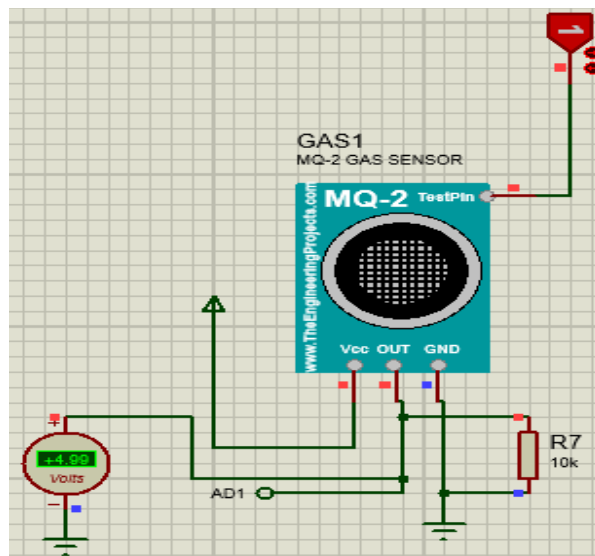 1
GAS1
MQ-2 GAS SENSOR
www.TheEngineeringProjects.com
MQ-2 TestPin
Vcc OUT GND
+
+4.99
Volts
−
R7
10k
AD1